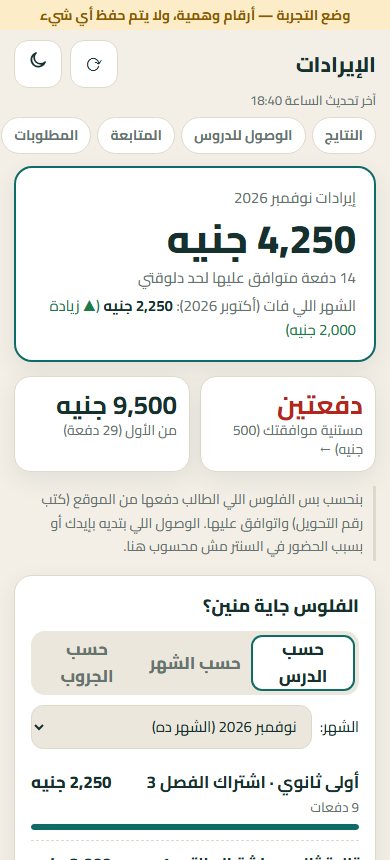 وضع التجربة — أرقام وهمية، ولا يتم حفظ أي شيء
الإيرادات
آخر تحديث الساعة 18:40
النتايج
الوصول للدروس
المتابعة
المطلوبات
إيرادات نوفمبر 2026
4,250 جنيه
14 دفعة متوافق عليها لحد دلوقتي
الشهر اللي فات (أكتوبر 2026): 2,250 جنيه (▲ زيادة
2,000 جنيه)
دفعتين
مستنية موافقتك (500
جنيه) ←
9,500 جنيه
من الأول (29 دفعة)
بنحسب بس الفلوس اللي الطالب دفعها من الموقع (كتب
رقم التحويل) واتوافق عليها. الوصول اللي بتديه بإيدك أو
بسبب الحضور في السنتر مش محسوب هنا.
الفلوس جاية منين؟
حسب
الدرس
حسب الشهر
حسب
الجروب
الشهر:
نوفمبر 2026 (الشهر ده)
أولى ثانوي · اشتراك الفصل 3
2,250 جنيه
9 دفعات